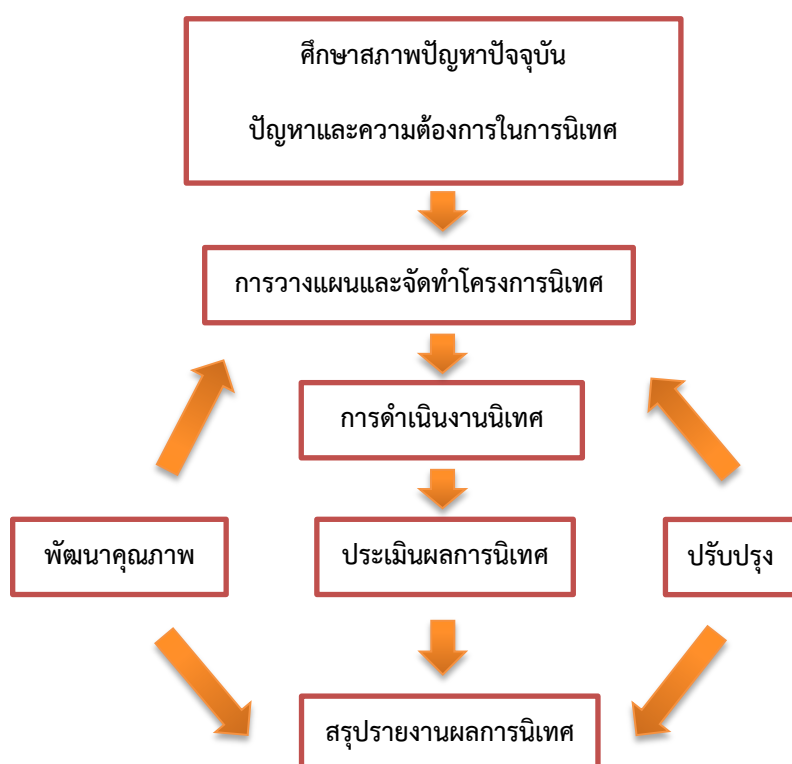 ศึกษาสภาพปัญหาปัจจุบัน
ปัญหาและความต้องการในการนิเทศ
การวางแผนและจัดทำโครงการนิเทศ
การดำเนินงานนิเทศ
พัฒนาคุณภาพ
ประเมินผลการนิเทศ
ปรับปรุง
สรุปรายงานผลการนิเทศ